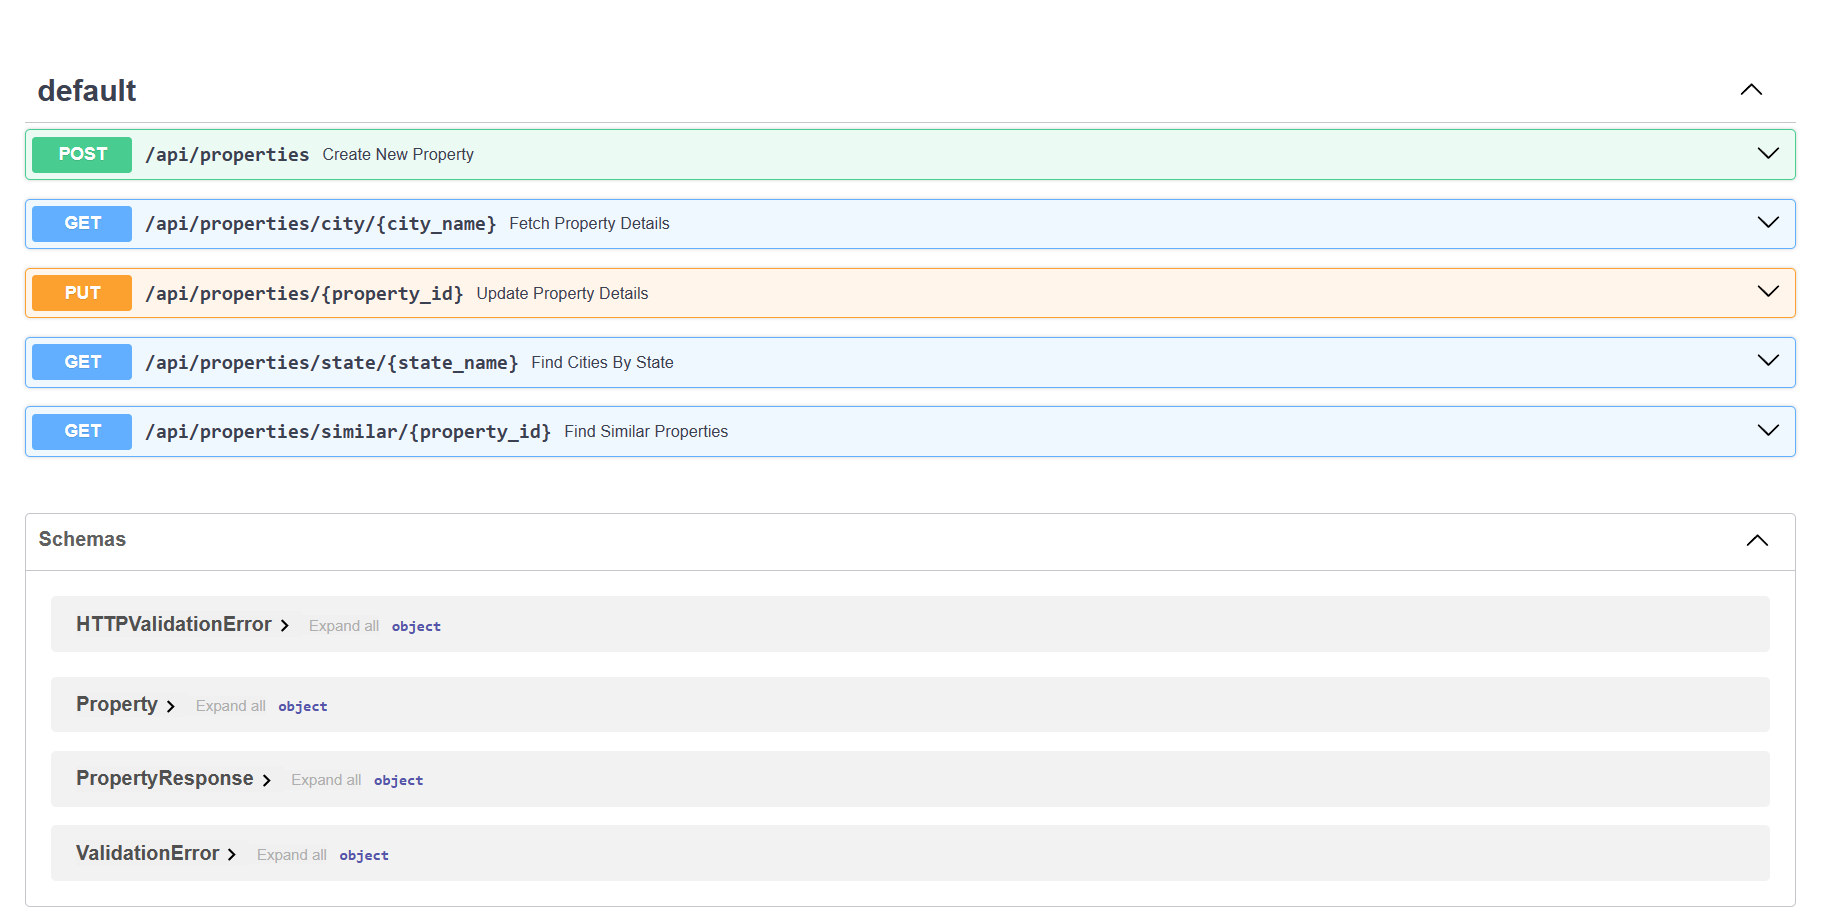 default
POST /api/properties Create New Property
GET /api/properties/city/{city_name} Fetch Property Details
PUT /api/properties/{property_id} Update Property Details
GET /api/properties/state/{state_name} Find Cities By State
GET /api/properties/similar/{property_id} Find Similar Properties
Schemas
HTTPValidationError Expand all object
Property Expand all object
PropertyResponse Expand all object
ValidationError Expand all object